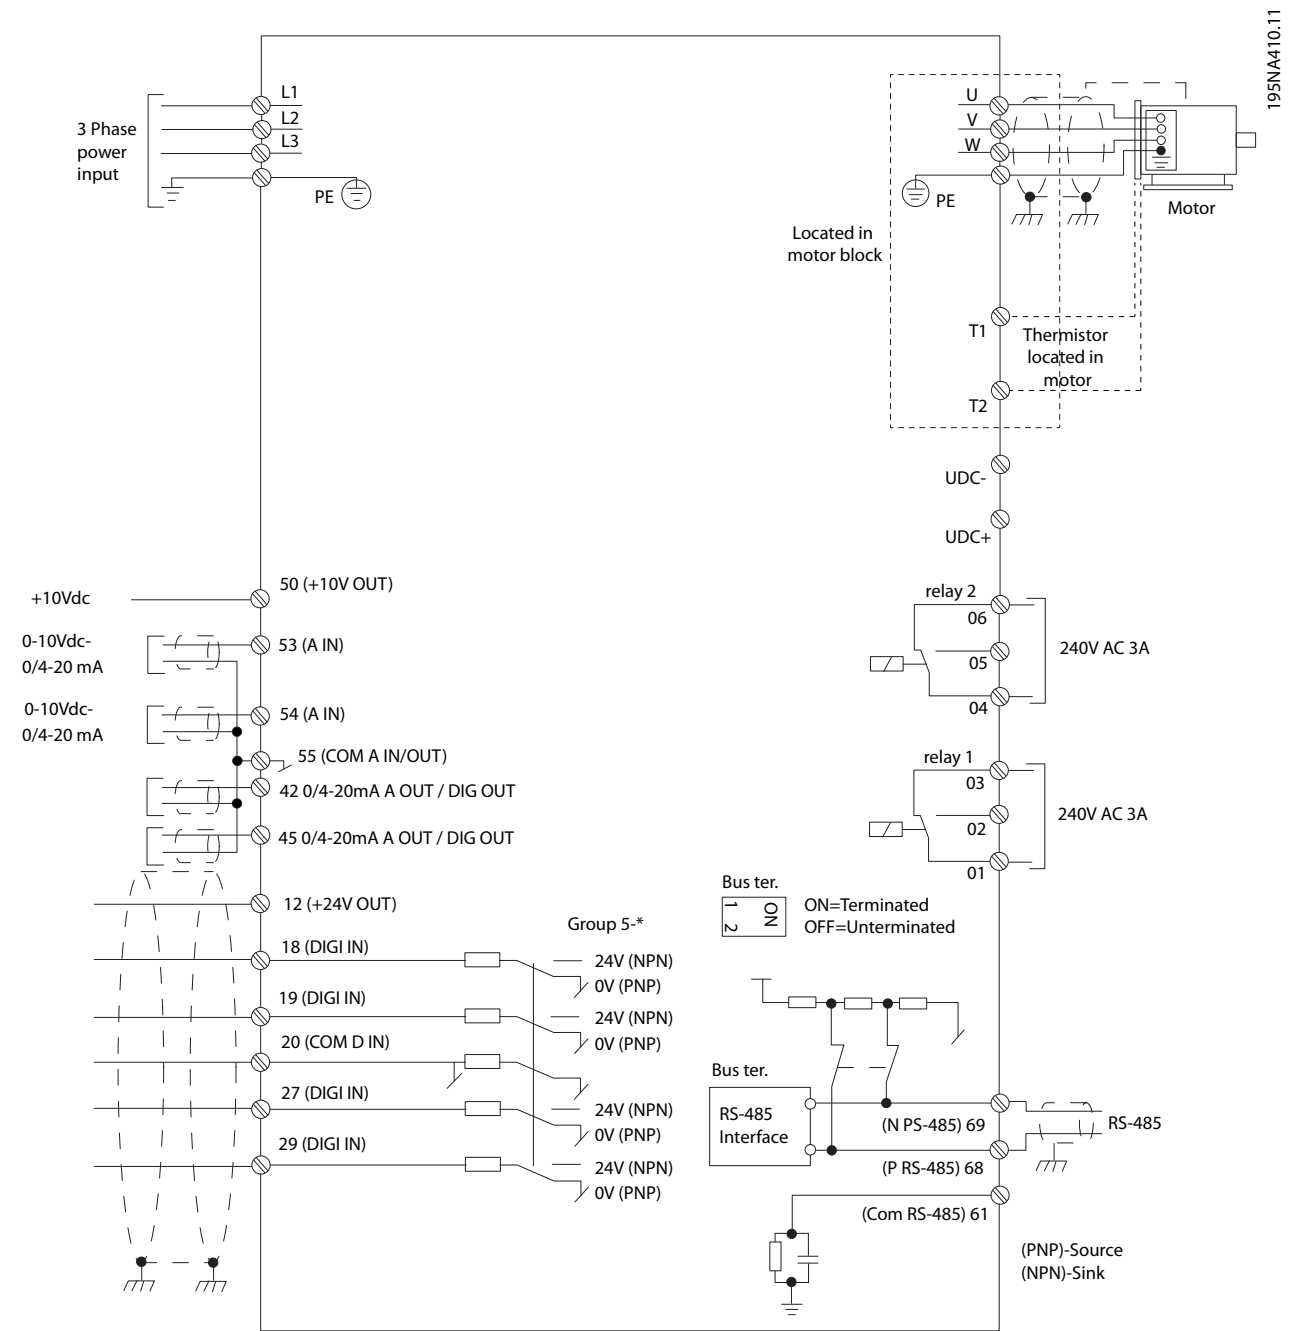 195NA410.11
L1
L2
L3
3 Phase
power
input
PE
U
V
W
PE
Motor
Located in
motor block
T1
Thermistor
located in
motor
T2
UDC-
UDC+
+10Vdc
50 (+10V OUT)
0-10Vdc-
0/4-20 mA
53 (A IN)
0-10Vdc-
0/4-20 mA
54 (A IN)
55 (COM A IN/OUT)
42 0/4-20mA A OUT / DIG OUT
45 0/4-20mA A OUT / DIG OUT
12 (+24V OUT)
18 (DIGI IN)
19 (DIGI IN)
20 (COM D IN)
27 (DIGI IN)
29 (DIGI IN)
Group 5-*
24V (NPN)
0V (PNP)
24V (NPN)
0V (PNP)
24V (NPN)
0V (PNP)
24V (NPN)
0V (PNP)
relay 2
06
05
04
240V AC 3A
relay 1
03
02
01
240V AC 3A
Bus ter.
1
2
ON
ON=Terminated
OFF=Unterminated
Bus ter.
RS-485
Interface
(N PS-485) 69
RS-485
(P RS-485) 68
(Com RS-485) 61
(PNP)-Source
(NPN)-Sink